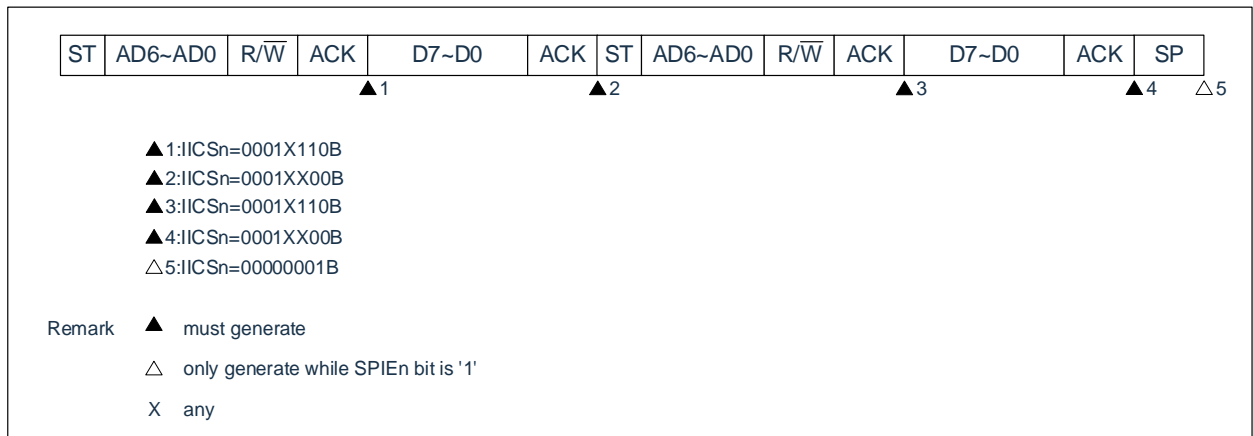 ST AD6~AD0 R/W̅ ACK D7~D0 ACK ST AD6~AD0 R/W̅ ACK D7~D0 ACK SP
▲1 ▲2 ▲3 ▲4 △5
▲1:IICSn=0001X110B
▲2:IICSn=0001XX00B
▲3:IICSn=0001X110B
▲4:IICSn=0001XX00B
△5:IICSn=00000001B
Remark ▲ must generate
△ only generate while SPIEn bit is '1'
X any